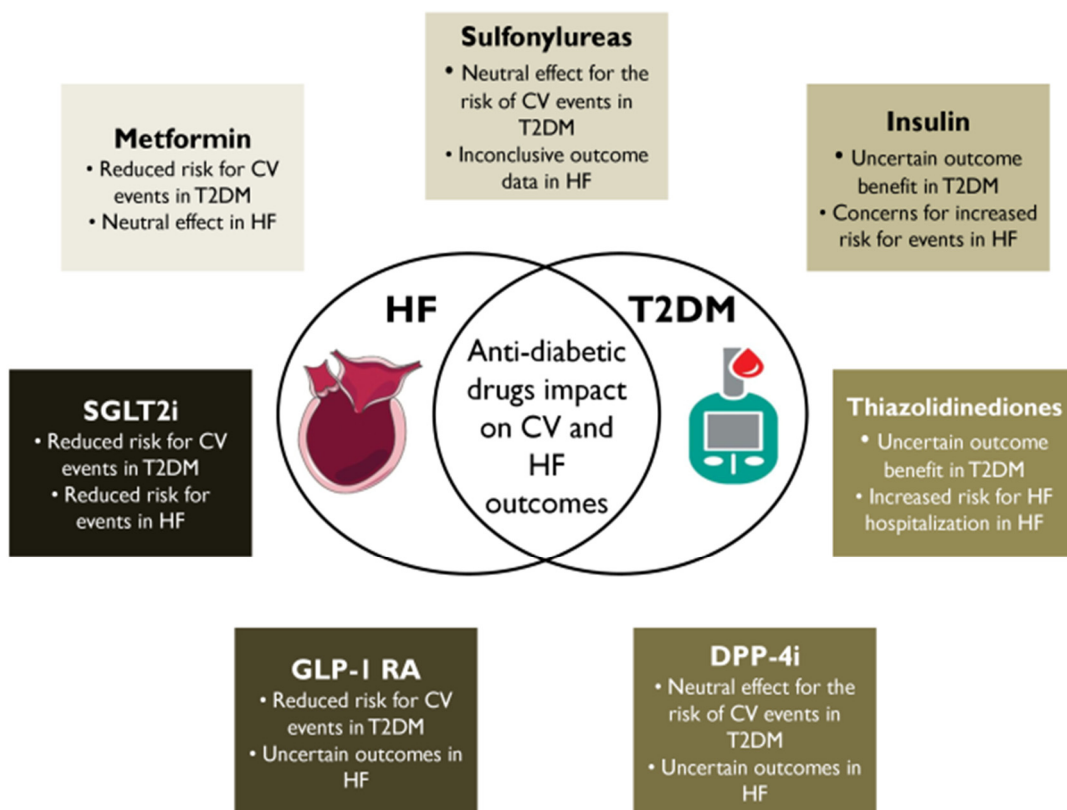 Sulfonylureas
• Neutral effect for the
risk of CV events in
T2DM
• Inconclusive outcome
data in HF
Metformin
• Reduced risk for CV
events in T2DM
• Neutral effect in HF
Insulin
• Uncertain outcome
benefit in T2DM
• Concerns for increased
risk for events in HF
HF
T2DM
Anti-diabetic
drugs impact
on CV and
HF
outcomes
SGLT2i
• Reduced risk for CV
events in T2DM
• Reduced risk for
events in HF
Thiazolidinediones
• Uncertain outcome
benefit in T2DM
• Increased risk for HF
hospitalization in HF
GLP-1 RA
• Reduced risk for CV
events in T2DM
• Uncertain outcomes in
HF
DPP-4i
• Neutral effect for the
risk of CV events in
T2DM
• Uncertain outcomes in
HF